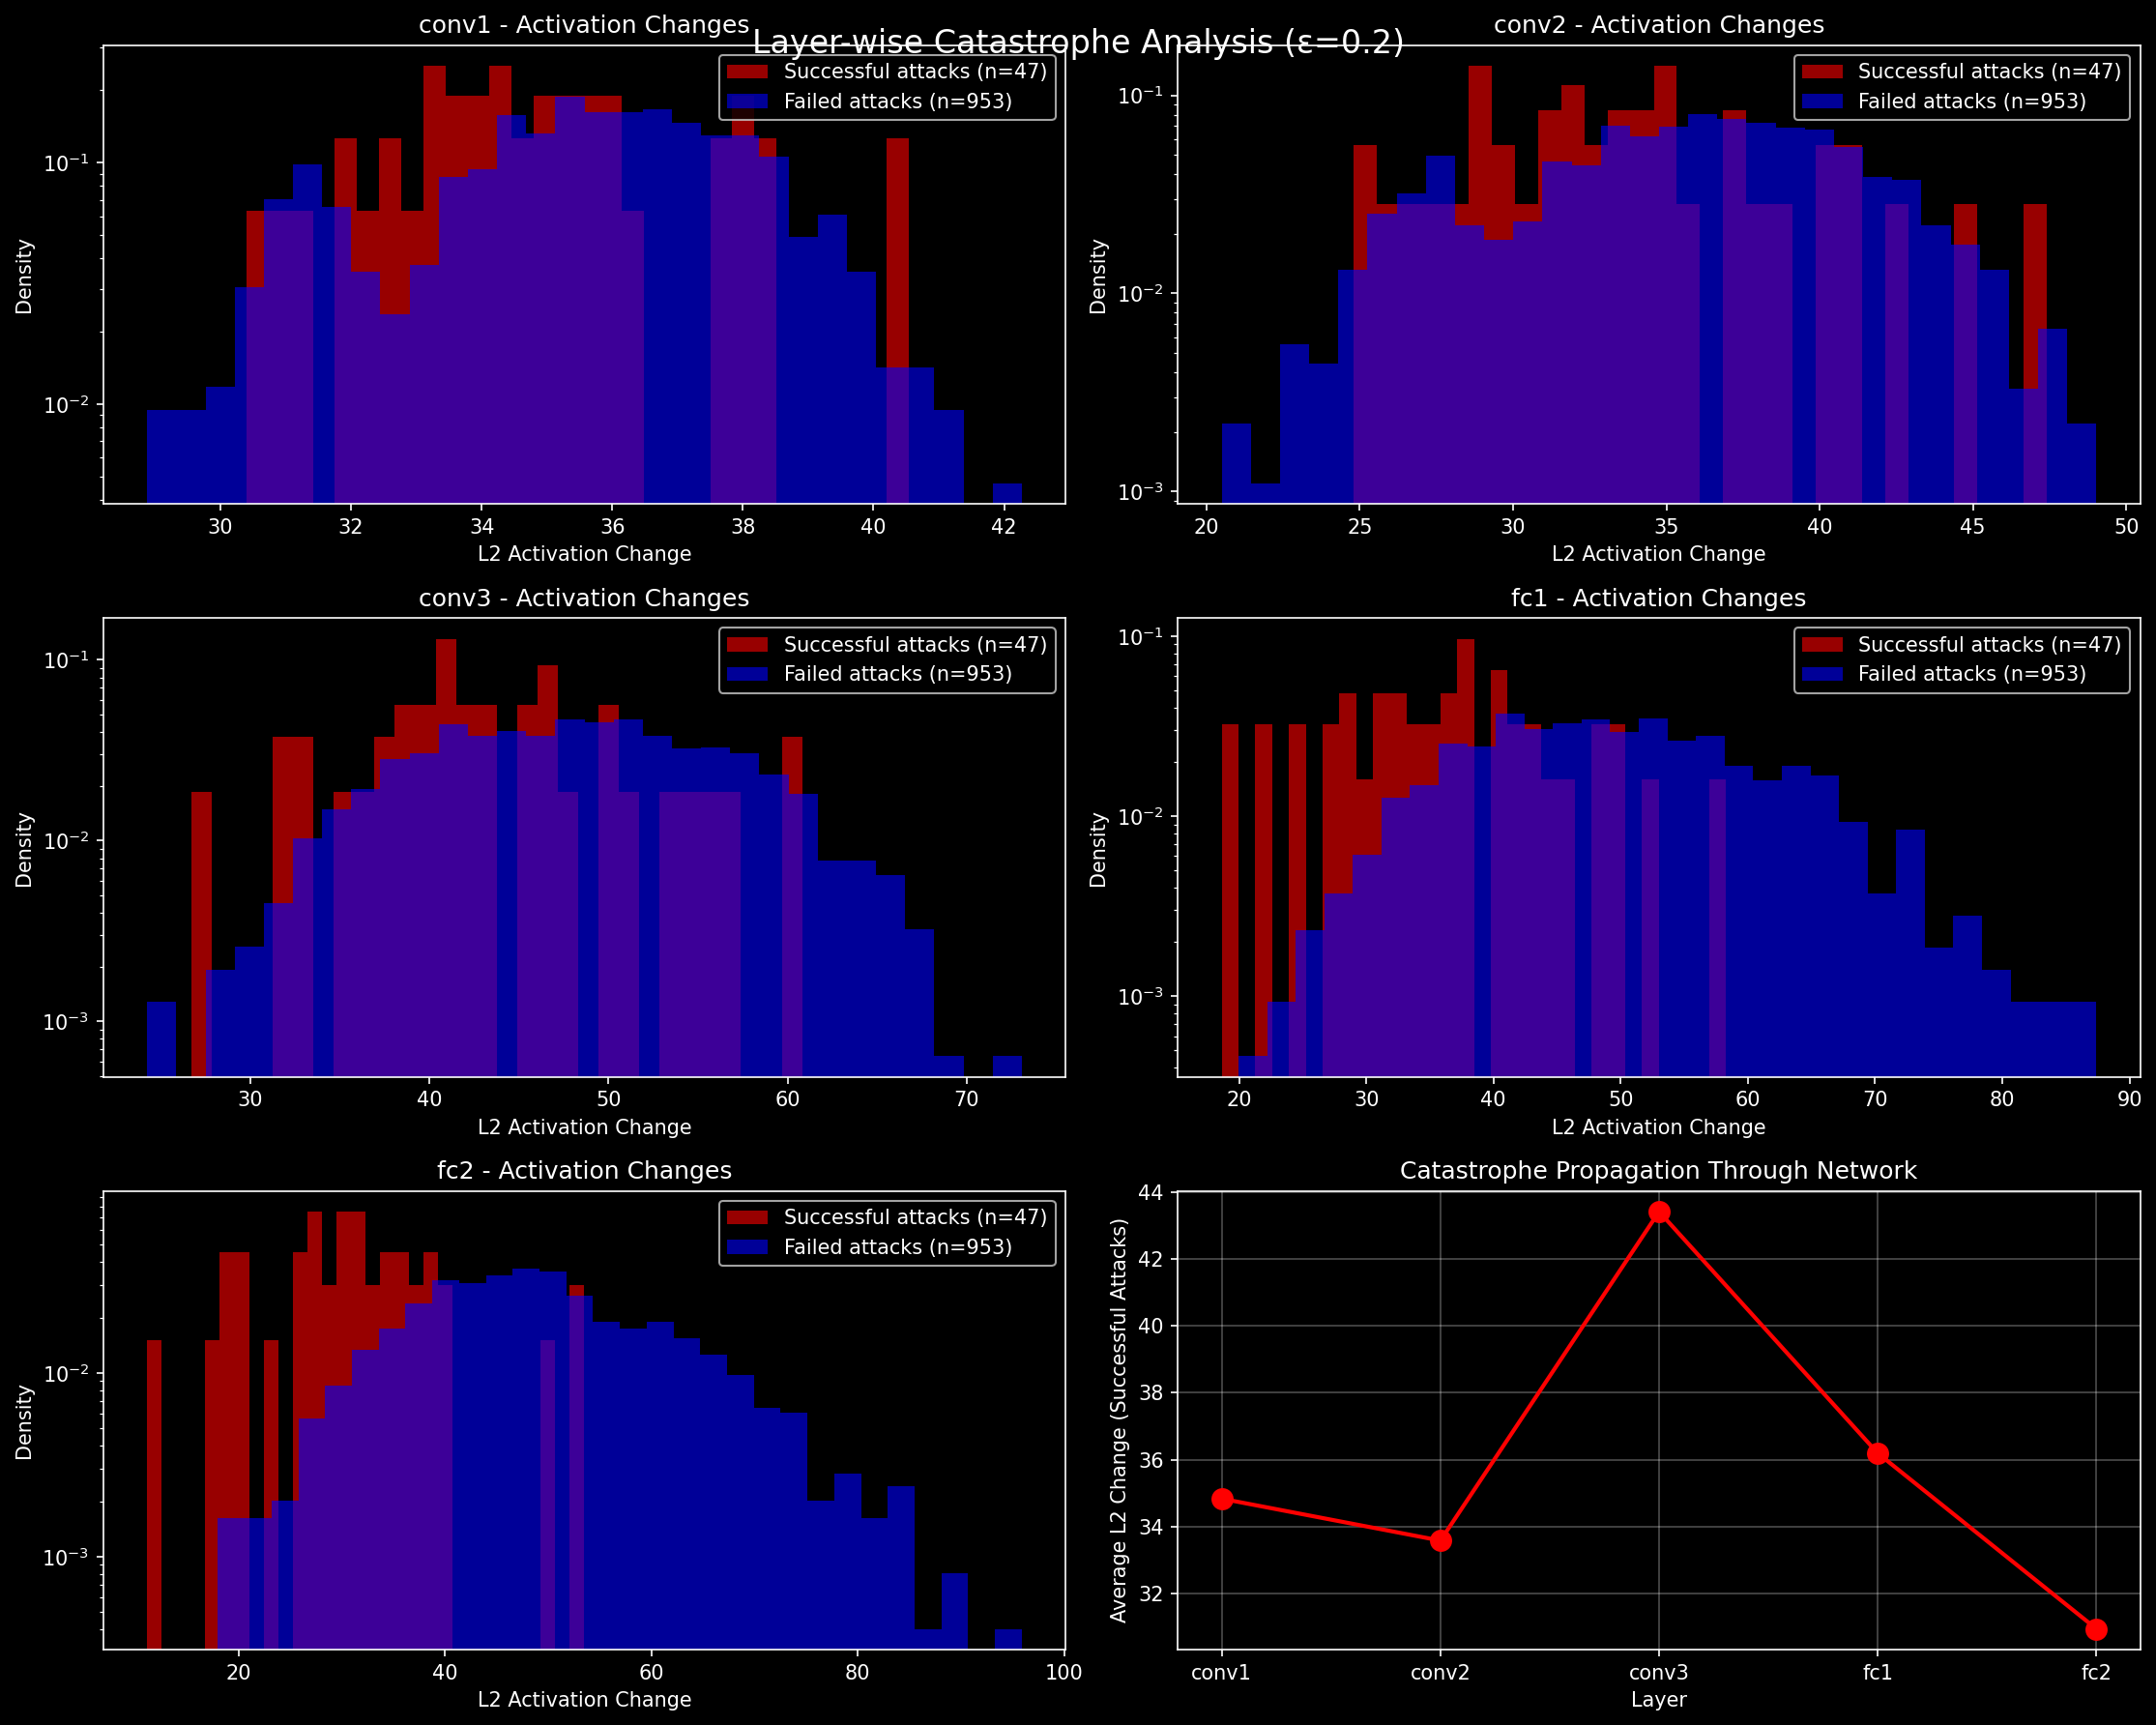 Layer-wise Catastrophe Analysis (ε=0.2)
conv1 - Activation Changes
Successful attacks (n=47)
Failed attacks (n=953)
Density
10⁻¹
10⁻²
30 32 34 36 38 40 42
L2 Activation Change
conv2 - Activation Changes
Successful attacks (n=47)
Failed attacks (n=953)
Density
10⁻¹
10⁻²
10⁻³
20 25 30 35 40 45 50
L2 Activation Change
conv3 - Activation Changes
Successful attacks (n=47)
Failed attacks (n=953)
Density
10⁻¹
10⁻²
10⁻³
30 40 50 60 70
L2 Activation Change
fc1 - Activation Changes
Successful attacks (n=47)
Failed attacks (n=953)
Density
10⁻¹
10⁻²
10⁻³
20 30 40 50 60 70 80 90
L2 Activation Change
fc2 - Activation Changes
Successful attacks (n=47)
Failed attacks (n=953)
Density
10⁻²
10⁻³
20 40 60 80 100
L2 Activation Change
Catastrophe Propagation Through Network
Average L2 Change (Successful Attacks)
44
42
40
38
36
34
32
conv1 conv2 conv3 fc1 fc2
Layer